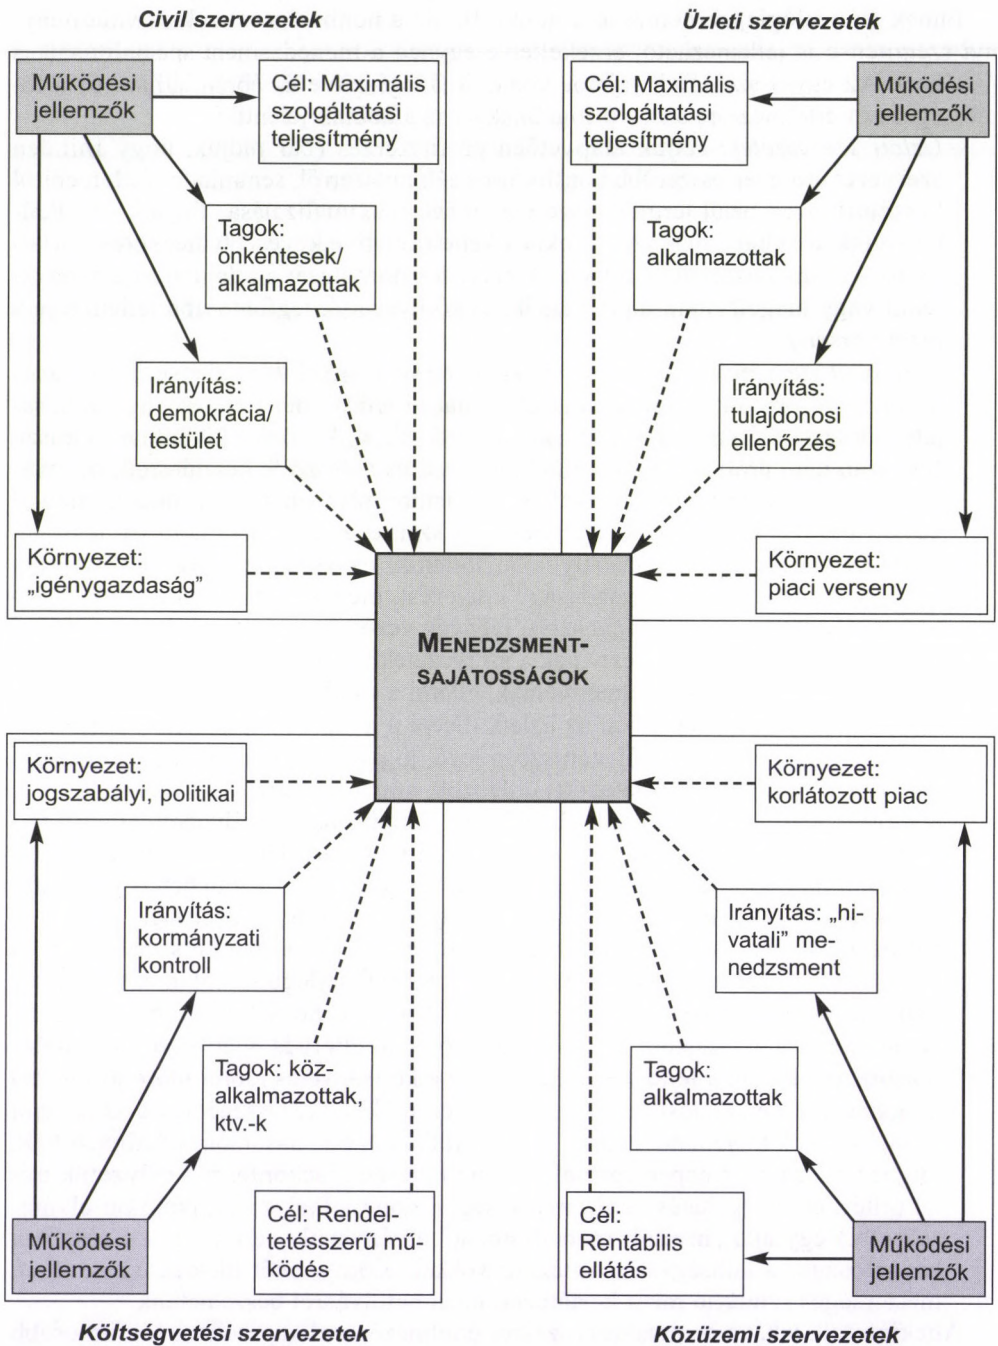 Civil szervezetek
Működési
jellemzők
Cél: Maximális
szolgáltatási
teljesítmény
Tagok:
önkéntesek/
alkalmazottak
Irányítás:
demokrácia/
testület
Környezet:
„igénygazdaság”
Üzleti szervezetek
Cél: Maximális
szolgáltatási
teljesítmény
Működési
jellemzők
Tagok:
alkalmazottak
Irányítás:
tulajdonosi
ellenőrzés
Környezet:
piaci verseny
MENEDZSMENT-
SAJÁTOSSÁGOK
Környezet:
jogszabályi, politikai
Irányítás:
kormányzati
kontroll
Tagok: köz-
alkalmazottak,
ktv.-k
Működési
jellemzők
Cél: Rendel-
tetésszerű mű-
ködés
Költségvetési szervezetek
Környezet:
korlátozott piac
Irányítás: „hi-
vatali” me-
nedzsment
Tagok:
alkalmazottak
Cél:
Rentábilis
ellátás
Működési
jellemzők
Közüzemi szervezetek